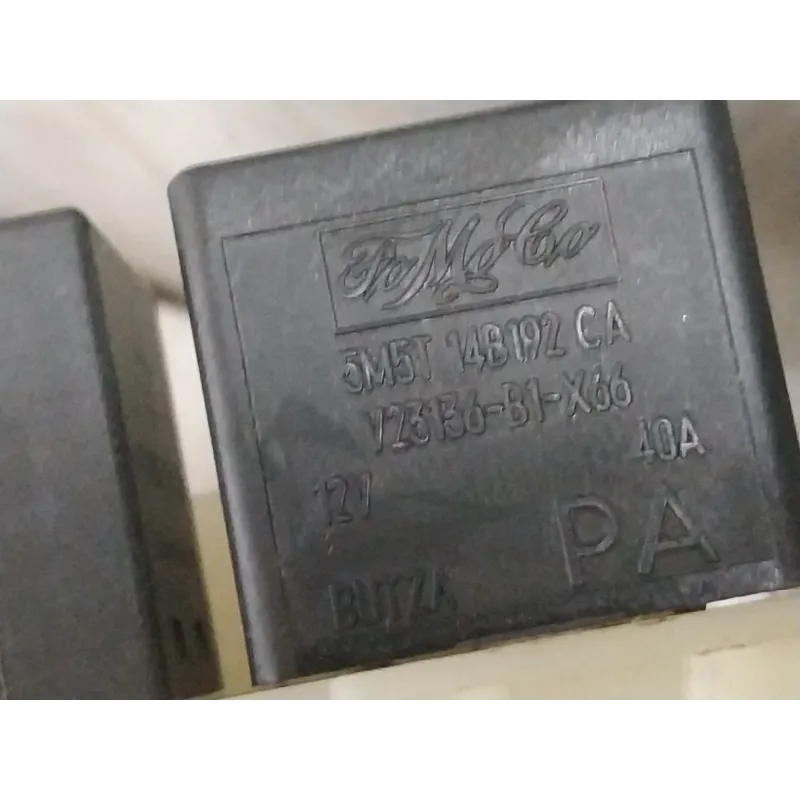 FoMoCo
5M5T 14B192 CA
V23136-B1-X66
12V 40A
PA